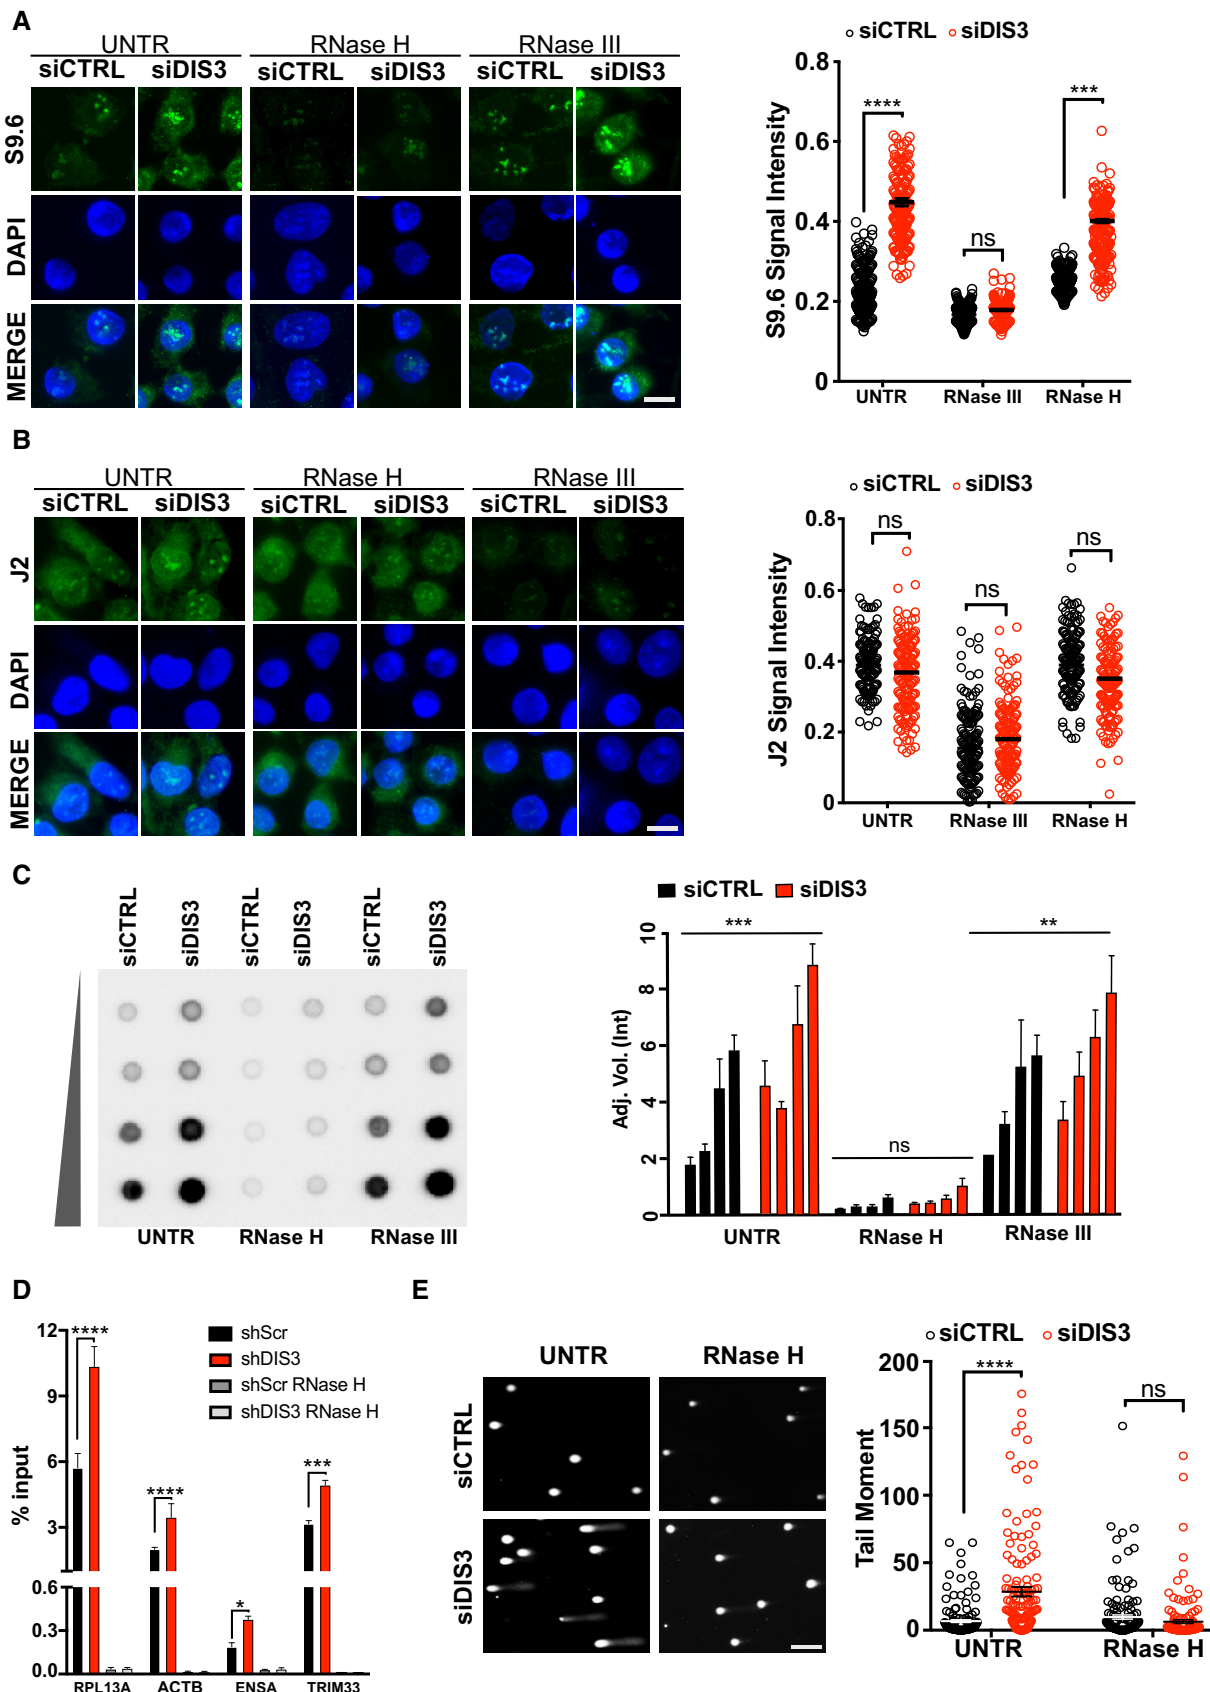 A
UNTR RNase H RNase III
siCTRL siDIS3 siCTRL siDIS3 siCTRL siDIS3
S9.6
DAPI
MERGE
siCTRL siDIS3
S9.6 Signal Intensity
0.8
0.6
0.4
0.2
0
**** ns ***
UNTR RNase III RNase H
B
UNTR RNase H RNase III
siCTRL siDIS3 siCTRL siDIS3 siCTRL siDIS3
J2
DAPI
MERGE
siCTRL siDIS3
J2 Signal Intensity
0.8
0.6
0.4
0.2
0
ns ns ns
UNTR RNase III RNase H
C
siCTRL siDIS3 siCTRL siDIS3 siCTRL siDIS3
UNTR RNase H RNase III
siCTRL siDIS3
Adj. Vol. (Int)
10
8
6
4
2
0
*** ns **
UNTR RNase H RNase III
D
shScr
shDIS3
shScr RNase H
shDIS3 RNase H
% input
12
9
6
3
0.6
0.3
0.0
**** **** * ***
RPL13A ACTB ENSA TRIM33
E
UNTR RNase H
siCTRL
siDIS3
siCTRL siDIS3
Tail Moment
200
150
100
50
0
**** ns
UNTR RNase H